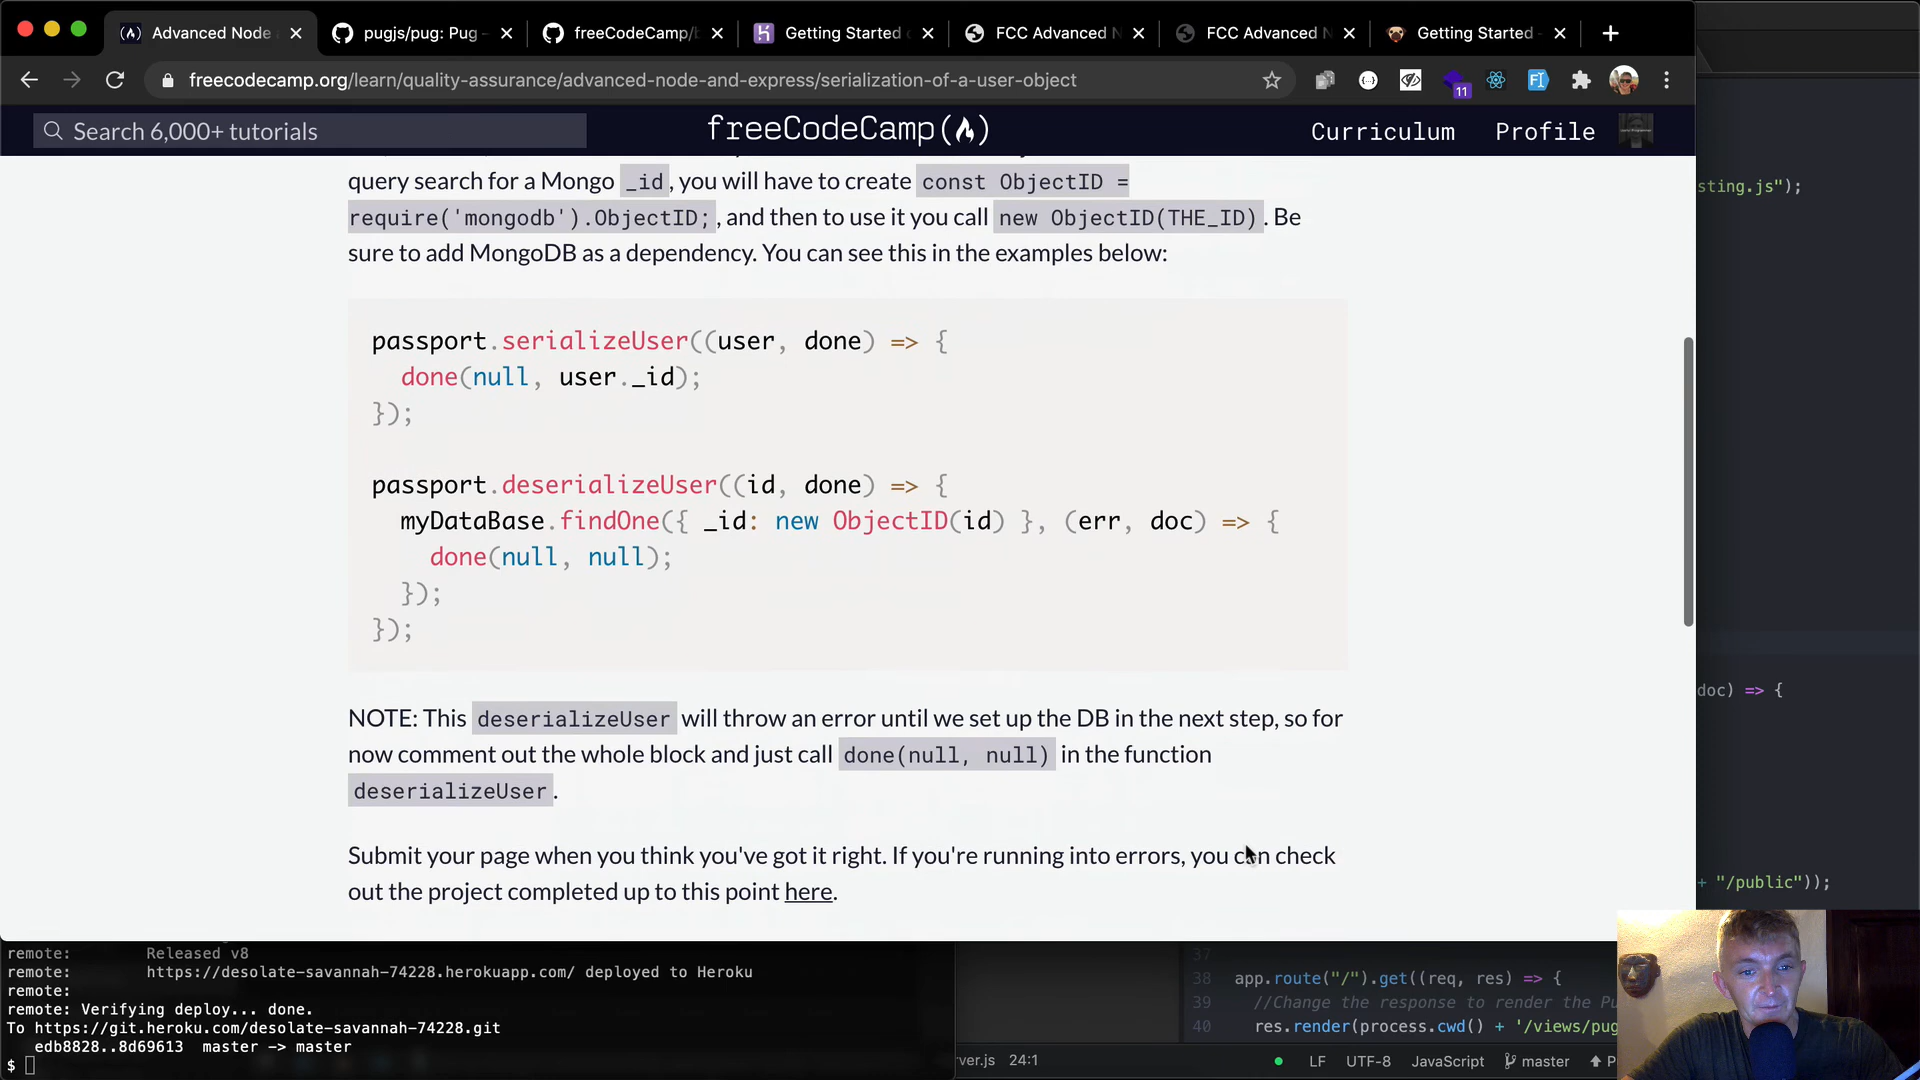 Advanced Node
pugjs/pug: Pug
freeCodeCamp/
Getting Started
FCC Advanced N
FCC Advanced N
Getting Started
freecodecamp.org/learn/quality-assurance/advanced-node-and-express/serialization-of-a-user-object
11
Search 6,000+ tutorials
freeCodeCamp
Curriculum
Profile
query search for a Mongo _id, you will have to create const ObjectID =
require('mongodb').ObjectID;, and then to use it you call new ObjectID(THE_ID). Be
sure to add MongoDB as a dependency. You can see this in the examples below:
passport.serializeUser((user, done) => {
done(null, user._id);
});
passport.deserializeUser((id, done) => {
myDataBase.findOne({ _id: new ObjectID(id) }, (err, doc) => {
done(null, null);
});
});
NOTE: This deserializeUser will throw an error until we set up the DB in the next step, so for
now comment out the whole block and just call done(null, null) in the function
deserializeUser.
Submit your page when you think you've got it right. If you're running into errors, you can check
out the project completed up to this point here.
sting.js");
doc) => {
+ "/public"));
remote: Released v8
remote: https://desolate-savannah-74228.herokuapp.com/ deployed to Heroku
remote:
remote: Verifying deploy... done.
To https://git.heroku.com/desolate-savannah-74228.git
edb8828..8d69613 master -> master
$
37
38 app.route("/").get((req, res) => {
39 //Change the response to render the Pu
40 res.render(process.cwd() + '/views/pug
rver.js 24:1
LF
UTF-8
JavaScript
master
P